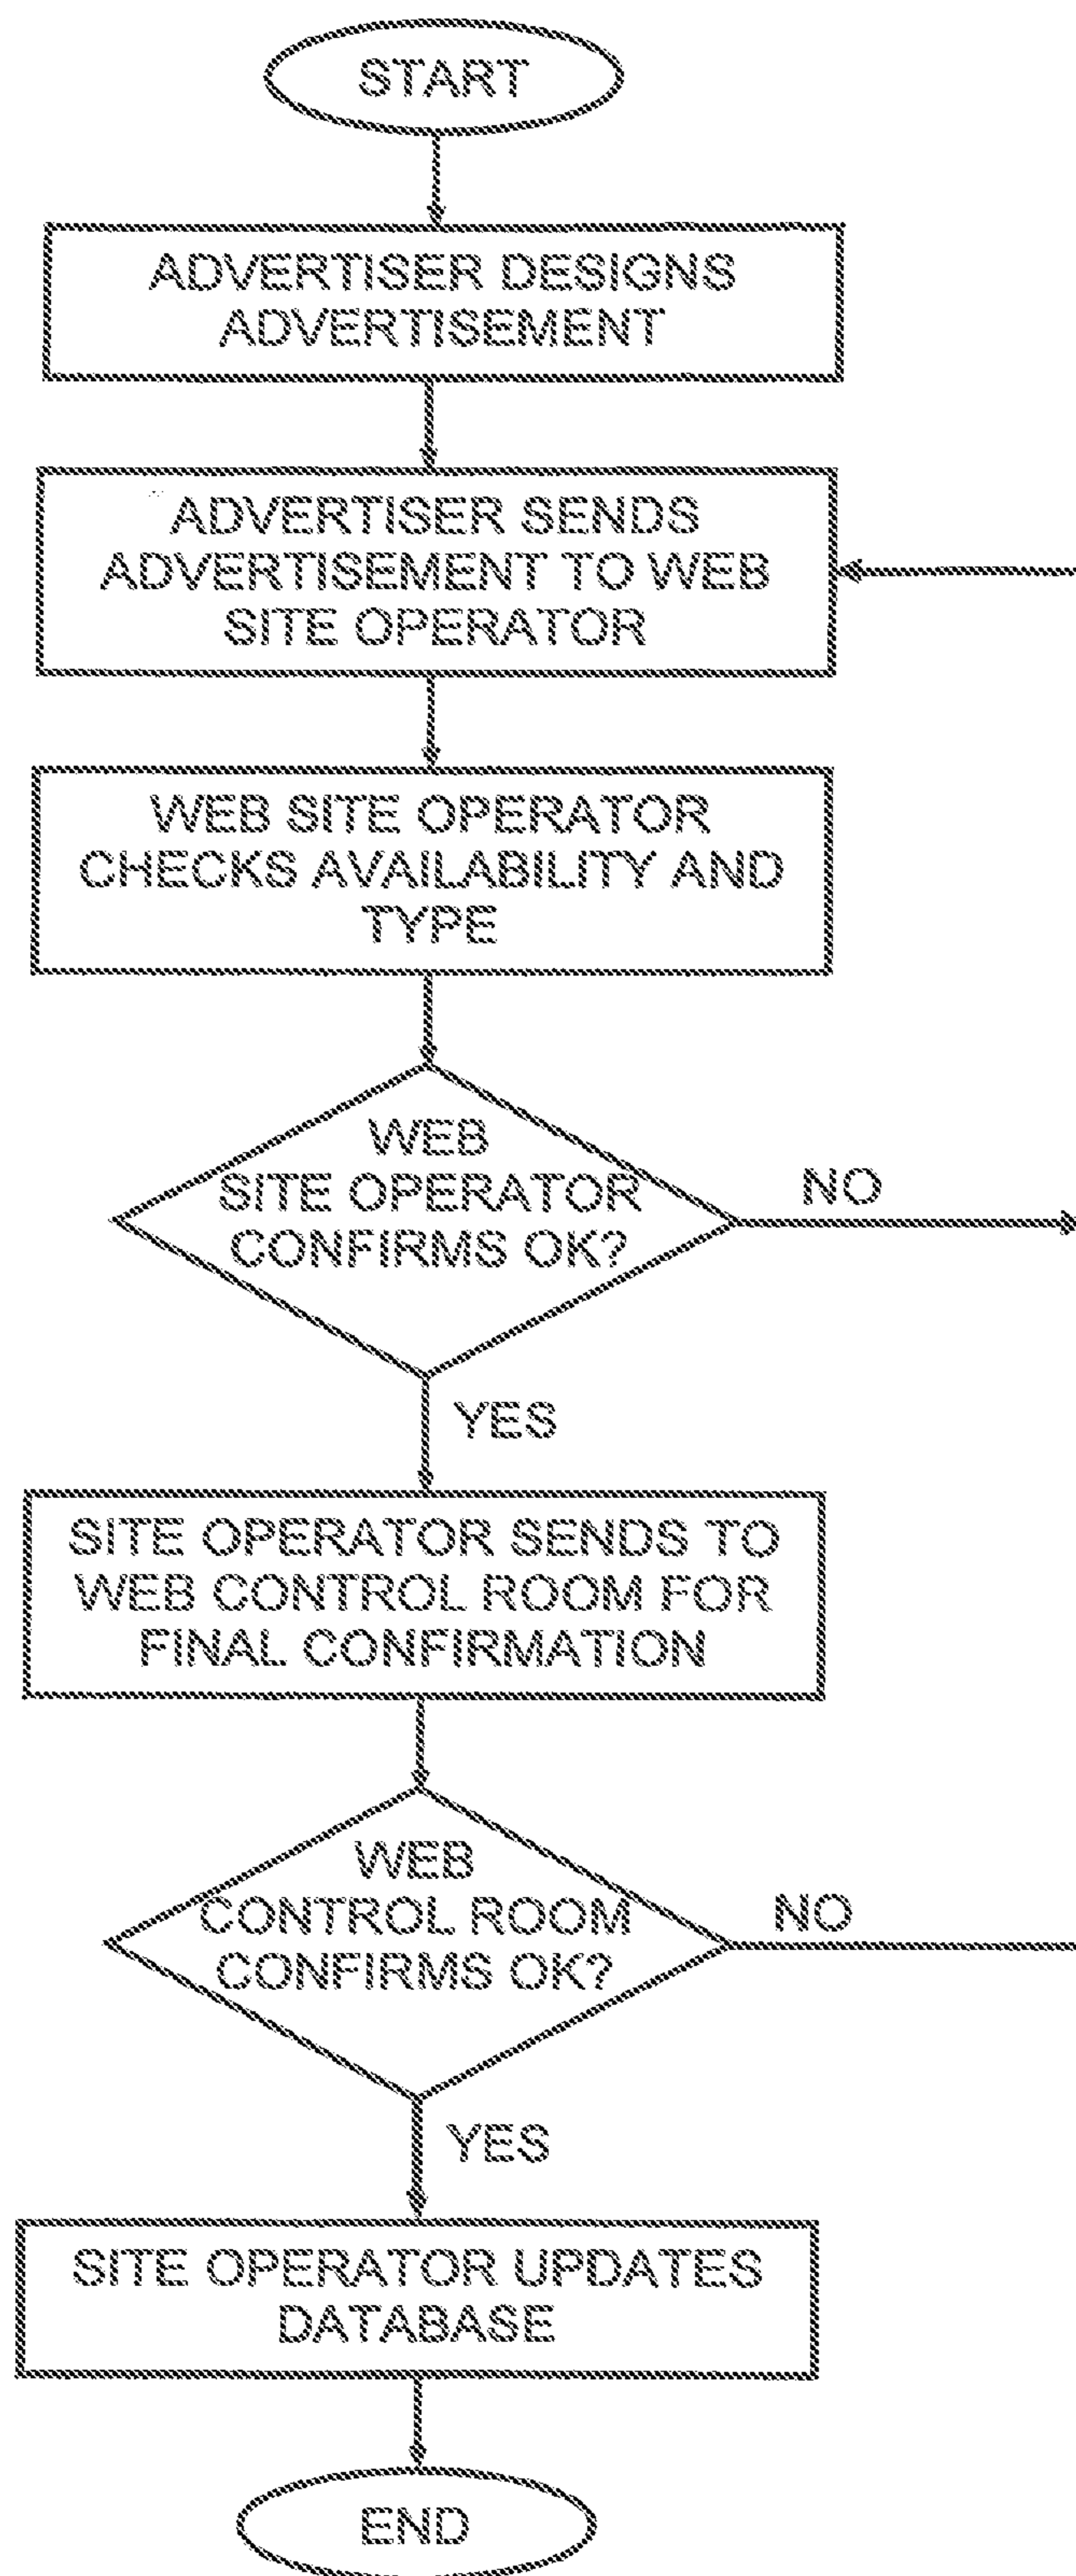 START
ADVERTISER DESIGNS
ADVERTISEMENT
ADVERTISER SENDS
ADVERTISEMENT TO WEB
SITE OPERATOR
WEB SITE OPERATOR
CHECKS AVAILABILITY AND
TYPE
WEB
SITE OPERATOR
CONFIRMS OK?
NO
YES
SITE OPERATOR SENDS TO
WEB CONTROL ROOM FOR
FINAL CONFIRMATION
WEB
CONTROL ROOM
CONFIRMS OK?
NO
YES
SITE OPERATOR UPDATES
DATABASE
END